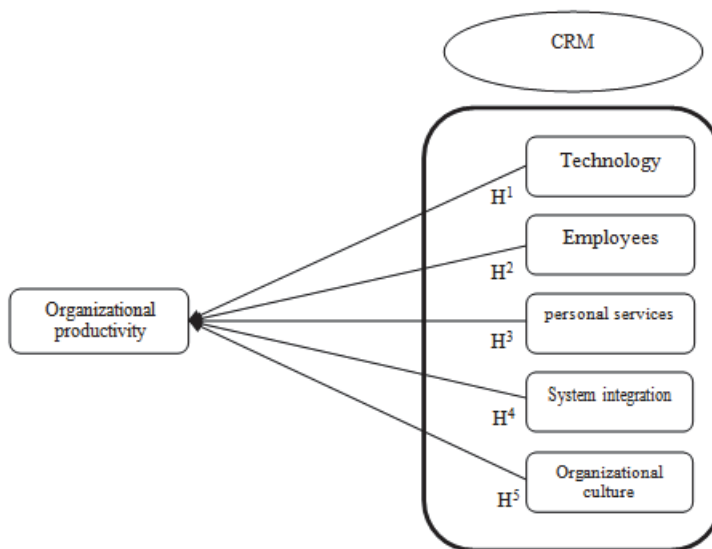 CRM
Technology
H¹
Employees
H²
Organizational
productivity
personal services
H³
System integration
H⁴
Organizational
culture
H⁵